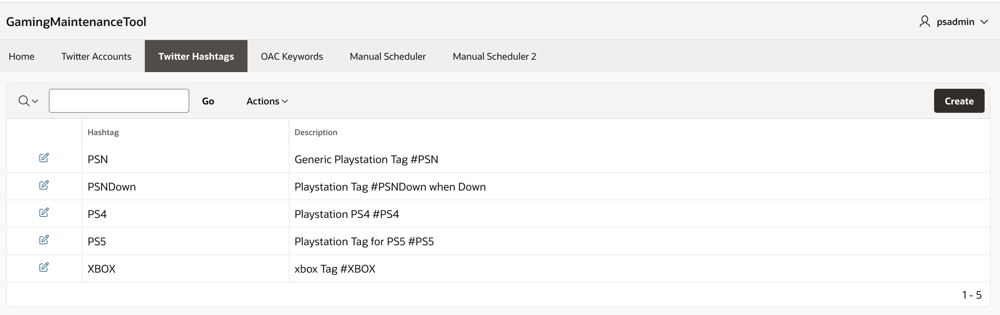 GamingMaintenanceTool
psadmin
Home Twitter Accounts Twitter Hashtags OAC Keywords Manual Scheduler Manual Scheduler 2
Go Actions Create
Hashtag Description
PSN Generic Playstation Tag #PSN
PSNDown Playstation Tag #PSNDown when Down
PS4 Playstation PS4 #PS4
PS5 Playstation Tag for PS5 #PS5
XBOX xbox Tag #XBOX
1 - 5